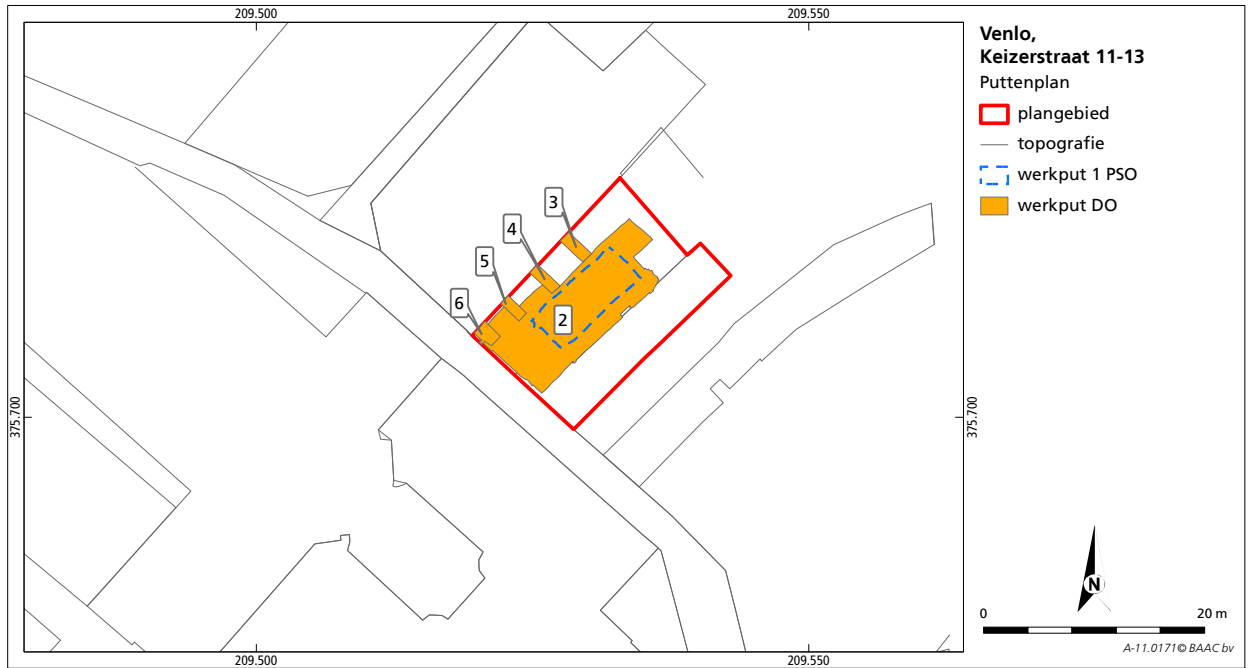 209.500
209.550
Venlo,
Keizerstraat 11-13
Puttenplan
plangebied
topografie
werkput 1 PSO
werkput DO
3
4
5
6
2
375.700
375.700
N
0
20 m
209.500
209.550
A-11.0171© BAAC bv